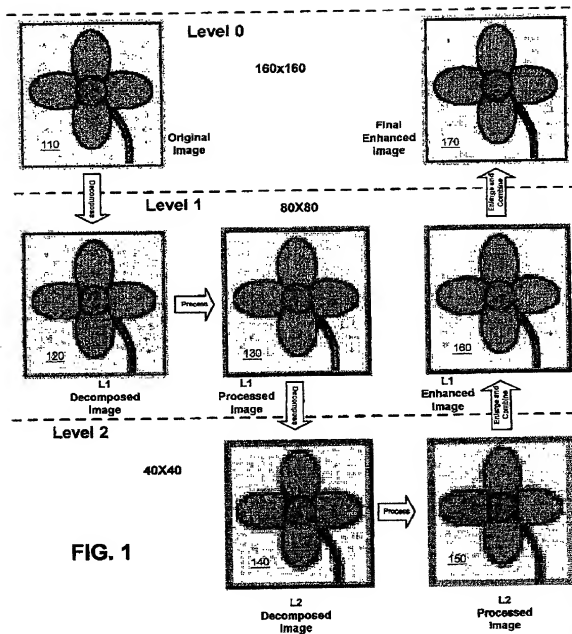 Level 0
160x160
110
Original
Image
Final
Enhanced
Image
170
Decompose
Enlarge and
Combine
Level 1
80X80
120
Process
130
160
L1
Decomposed
Image
L1
Processed
Image
L1
Enhanced
Image
Decompose
Enlarge and
Combine
Level 2
40X40
140
Process
150
FIG. 1
L2
Decomposed
Image
L2
Processed
Image